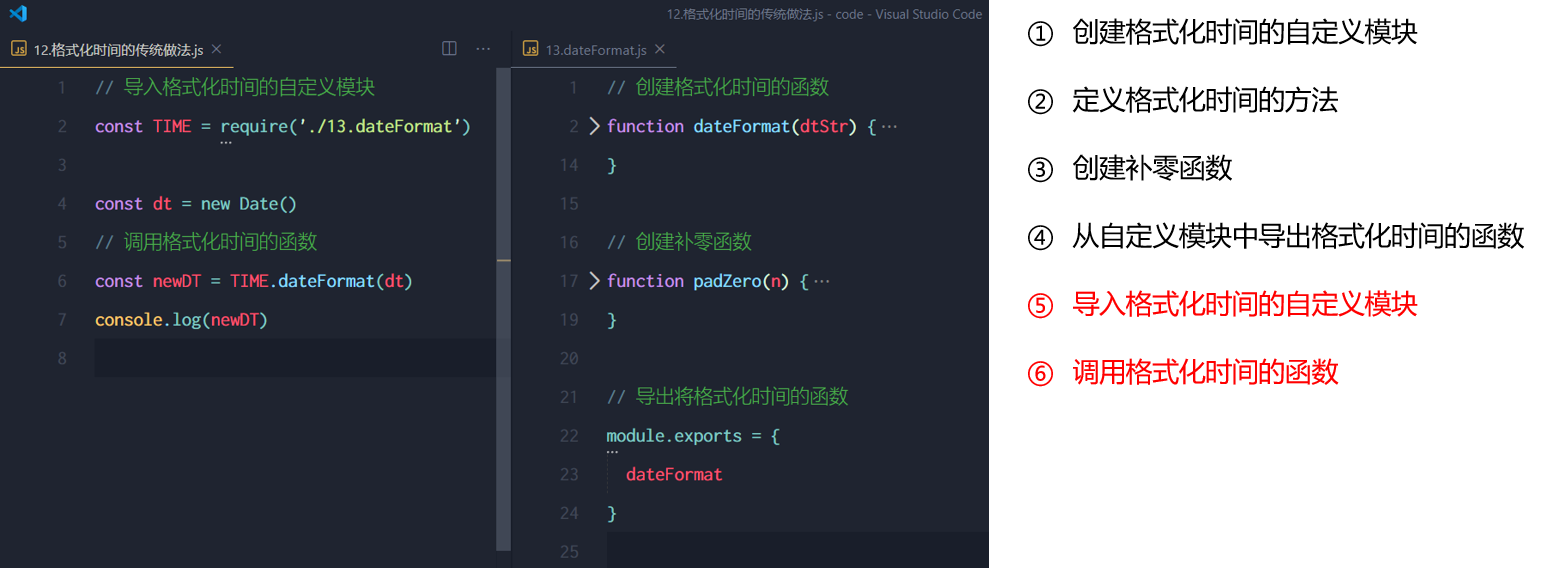 12.格式化时间的传统做法.js - code - Visual Studio Code
JS 12.格式化时间的传统做法.js ×
1 // 导入格式化时间的自定义模块
2 const TIME = require('./13.dateFormat')
3
4 const dt = new Date()
5 // 调用格式化时间的函数
6 const newDT = TIME.dateFormat(dt)
7 console.log(newDT)
8
JS 13.dateFormat.js ×
1 // 创建格式化时间的函数
2 function dateFormat(dtStr) {…
14 }
15
16 // 创建补零函数
17 function padZero(n) {…
19 }
20
21 // 导出将格式化时间的函数
22 module.exports = {
23 dateFormat
24 }
25
① 创建格式化时间的自定义模块
② 定义格式化时间的方法
③ 创建补零函数
④ 从自定义模块中导出格式化时间的函数
⑤ 导入格式化时间的自定义模块
⑥ 调用格式化时间的函数